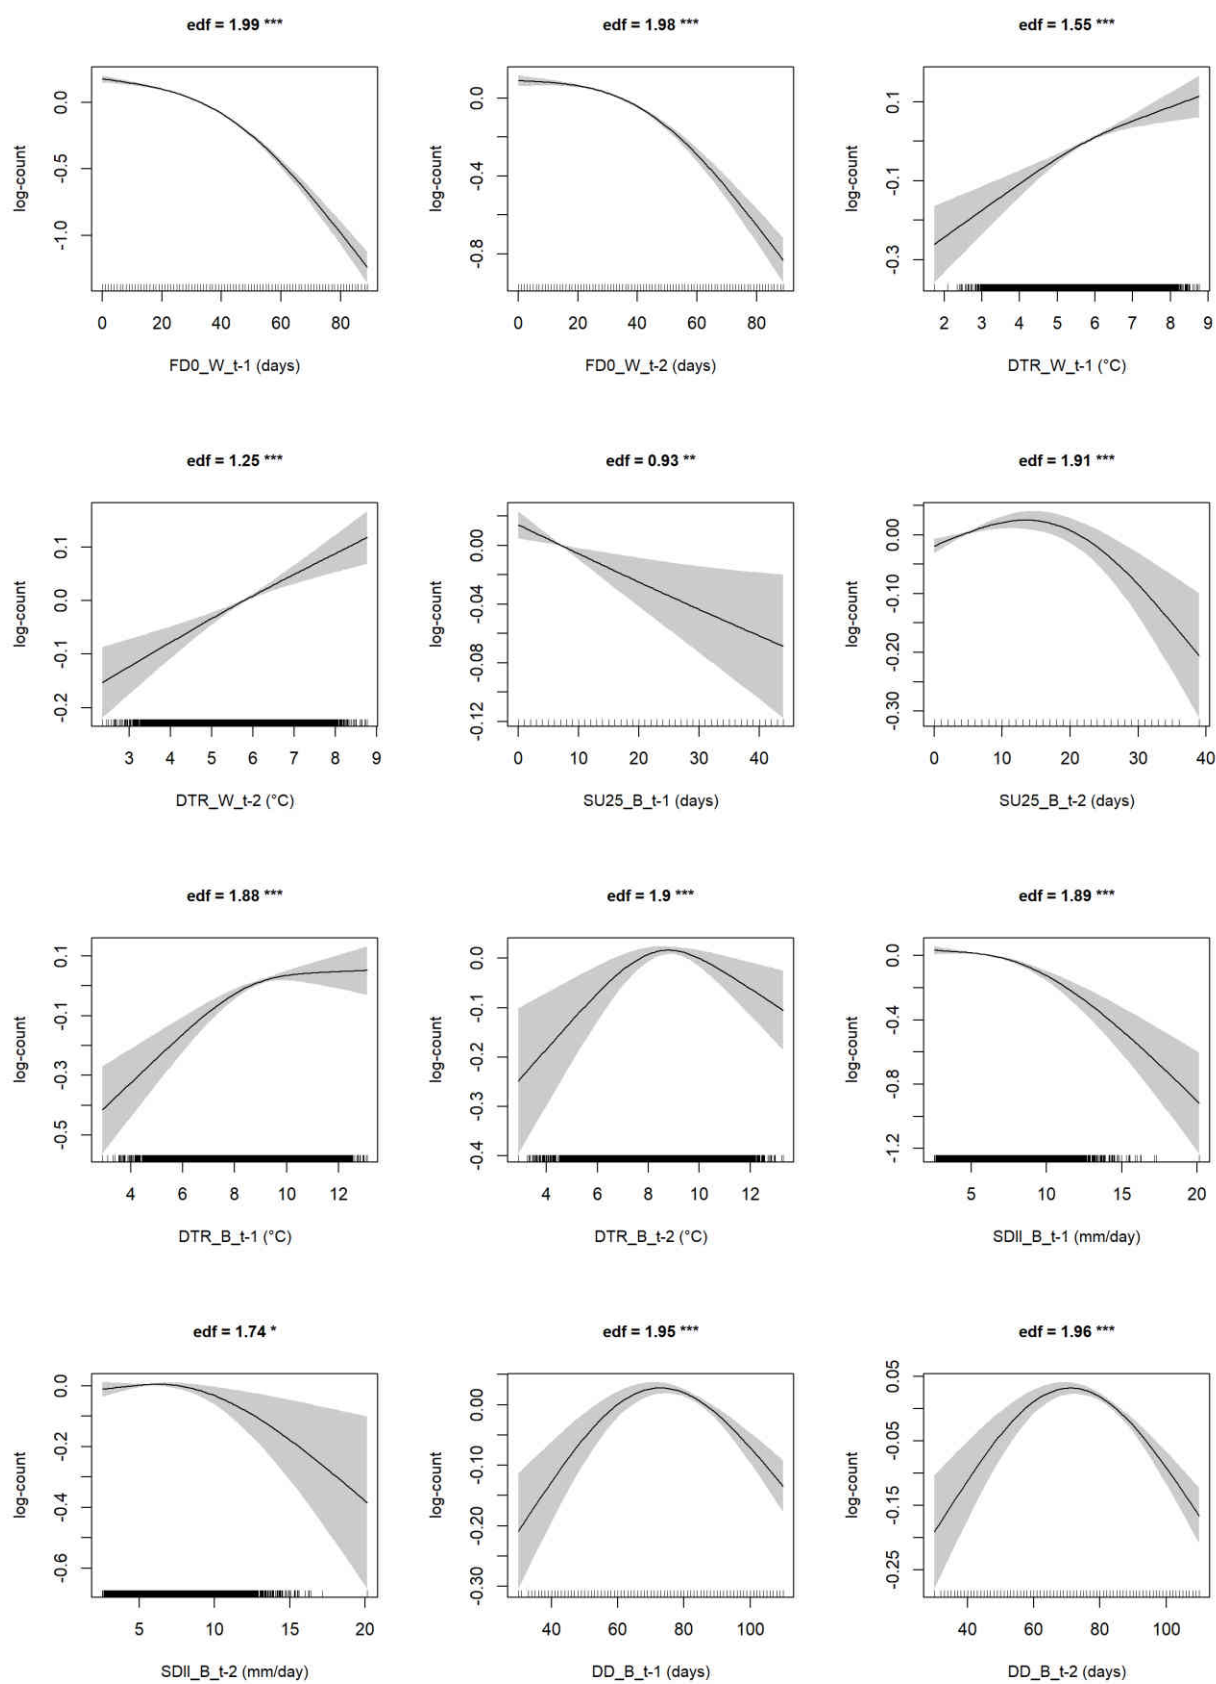 edf = 1.99 ***
edf = 1.98 ***
edf = 1.55 ***
log-count
0.0
-0.5
-1.0
0 20 40 60 80
FD0_W_t-1 (days)
log-count
0.0
-0.4
-0.8
0 20 40 60 80
FD0_W_t-2 (days)
log-count
0.1
-0.1
-0.3
2 3 4 5 6 7 8 9
DTR_W_t-1 (°C)
edf = 1.25 ***
edf = 0.93 **
edf = 1.91 ***
log-count
0.1
0.0
-0.1
-0.2
3 4 5 6 7 8 9
DTR_W_t-2 (°C)
log-count
0.00
-0.04
-0.08
-0.12
0 10 20 30 40
SU25_B_t-1 (days)
log-count
0.00
-0.10
-0.20
-0.30
0 10 20 30 40
SU25_B_t-2 (days)
edf = 1.88 ***
edf = 1.9 ***
edf = 1.89 ***
log-count
0.1
-0.1
-0.3
-0.5
4 6 8 10 12
DTR_B_t-1 (°C)
log-count
0.0
-0.1
-0.2
-0.3
-0.4
4 6 8 10 12
DTR_B_t-2 (°C)
log-count
0.0
-0.4
-0.8
-1.2
5 10 15 20
SDII_B_t-1 (mm/day)
edf = 1.74 *
edf = 1.95 ***
edf = 1.96 ***
log-count
0.0
-0.2
-0.4
-0.6
5 10 15 20
SDII_B_t-2 (mm/day)
log-count
0.00
-0.10
-0.20
-0.30
40 60 80 100
DD_B_t-1 (days)
log-count
0.05
-0.05
-0.15
-0.25
40 60 80 100
DD_B_t-2 (days)